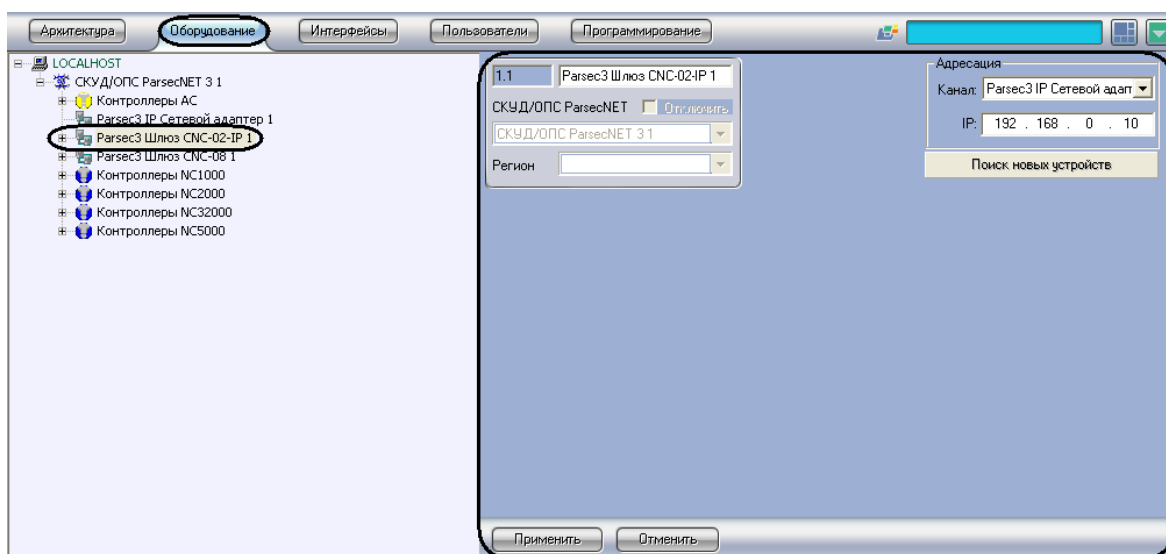 Архитектура Оборудование Интерфейсы Пользователи Программирование
LOCALHOST
СКУД/ОПС ParsecNET 3 1
Контроллеры AC
Parsec3 IP Сетевой адаптер 1
Parsec3 Шлюз CNC-02-IP 1
Parsec3 Шлюз CNC-08 1
Контроллеры NC1000
Контроллеры NC2000
Контроллеры NC32000
Контроллеры NC5000
1.1 Parsec3 Шлюз CNC-02-IP 1
СКУД/ОПС ParsecNET Отключить
СКУД/ОПС ParsecNET 3 1
Регион
Адресация
Канал: Parsec3 IP Сетевой адап
IP: 192 . 168 . 0 . 10
Поиск новых устройств
Применить Отменить